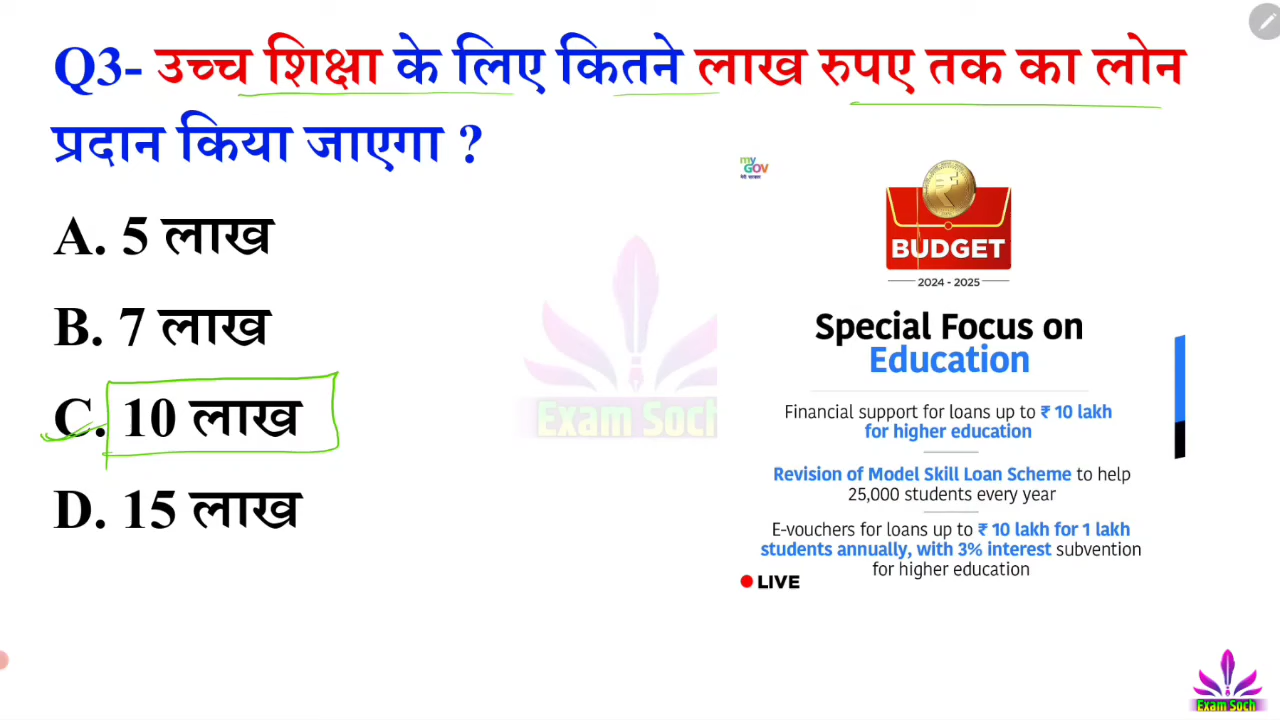 Q3- उच्च शिक्षा के लिए कितने लाख रुपए तक का लोन
प्रदान किया जाएगा ?
A. 5 लाख
B. 7 लाख
C. 10 लाख
D. 15 लाख
my
GOV
मेरी सरकार
BUDGET
2024 - 2025
Special Focus on
Education
Financial support for loans up to ₹ 10 lakh
for higher education
Revision of Model Skill Loan Scheme to help
25,000 students every year
E-vouchers for loans up to ₹ 10 lakh for 1 lakh
students annually, with 3% interest subvention
for higher education
LIVE
Exam Soch
Exam Soch